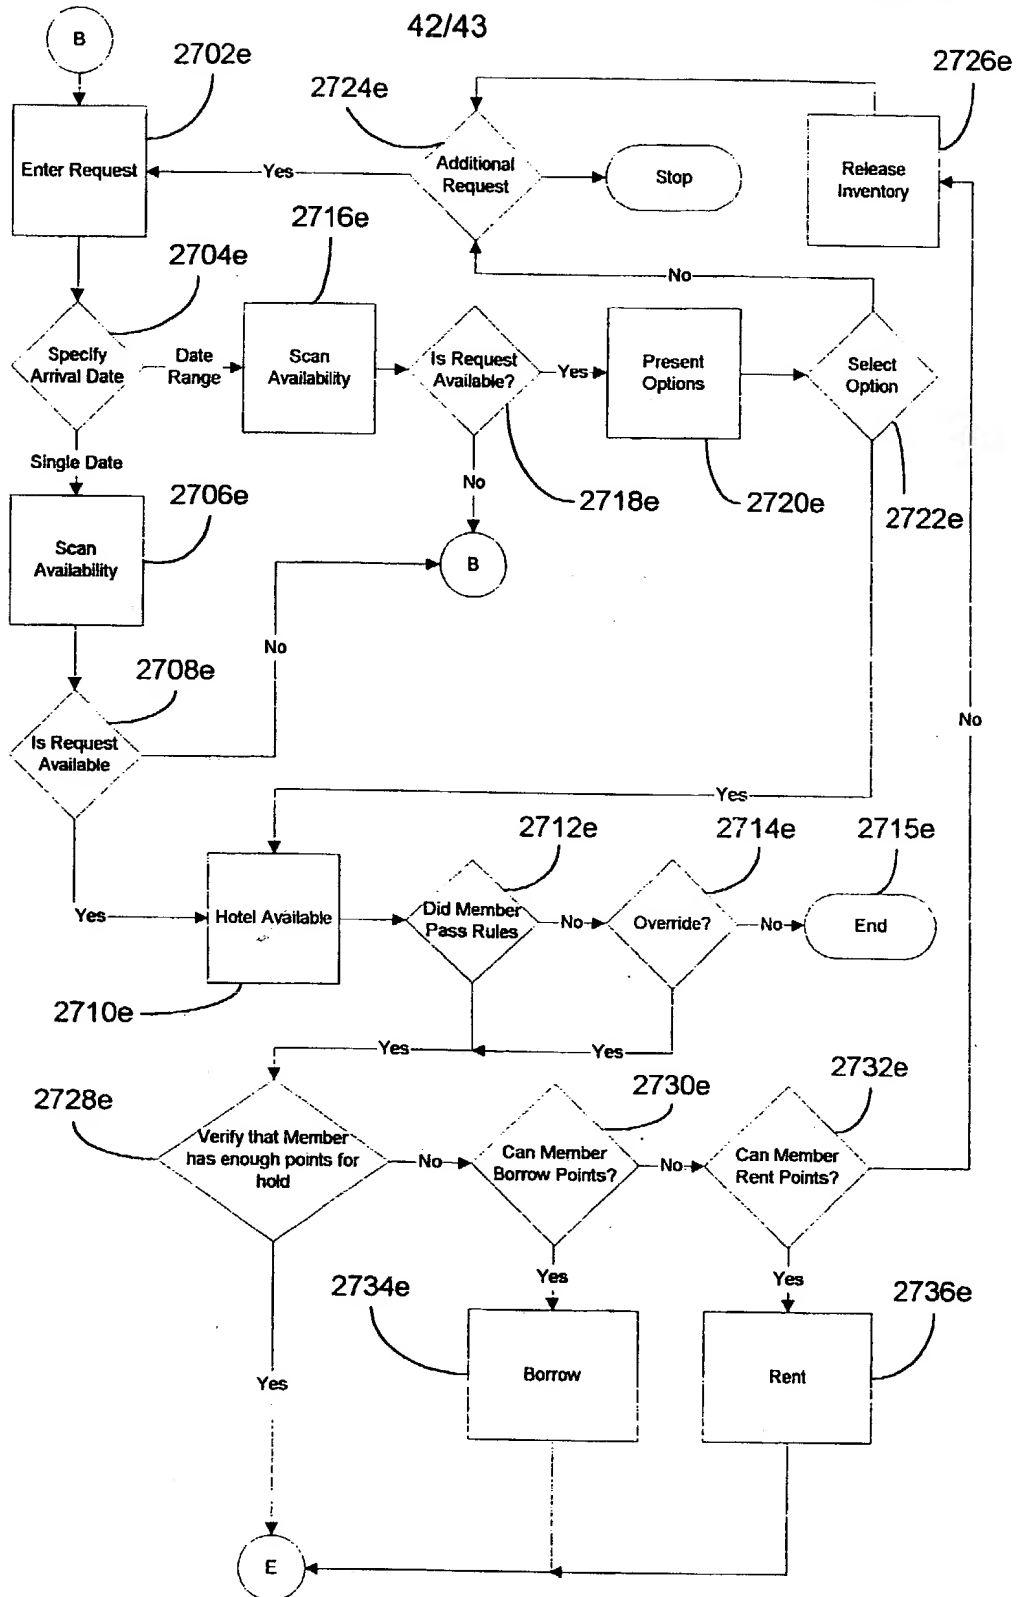 42/43
B
2702e
2724e
2726e
Enter Request
Yes
Additional
Request
Stop
Release
Inventory
2716e
2704e
No
Specify
Arrival Date
Date
Range
Scan
Availability
Is Request
Available?
Yes
Present
Options
Select
Option
Single Date
2706e
No
2718e
2720e
2722e
Scan
Availability
B
No
2708e
No
Is Request
Available
Yes
2712e
2714e
2715e
Yes
Hotel Available
Did Member
Pass Rules
No
Override?
No
End
2710e
Yes
Yes
2728e
2730e
2732e
Verify that Member
has enough points for
hold
No
Can Member
Borrow Points?
No
Can Member
Rent Points?
Yes
Yes
2734e
2736e
Yes
Borrow
Rent
E